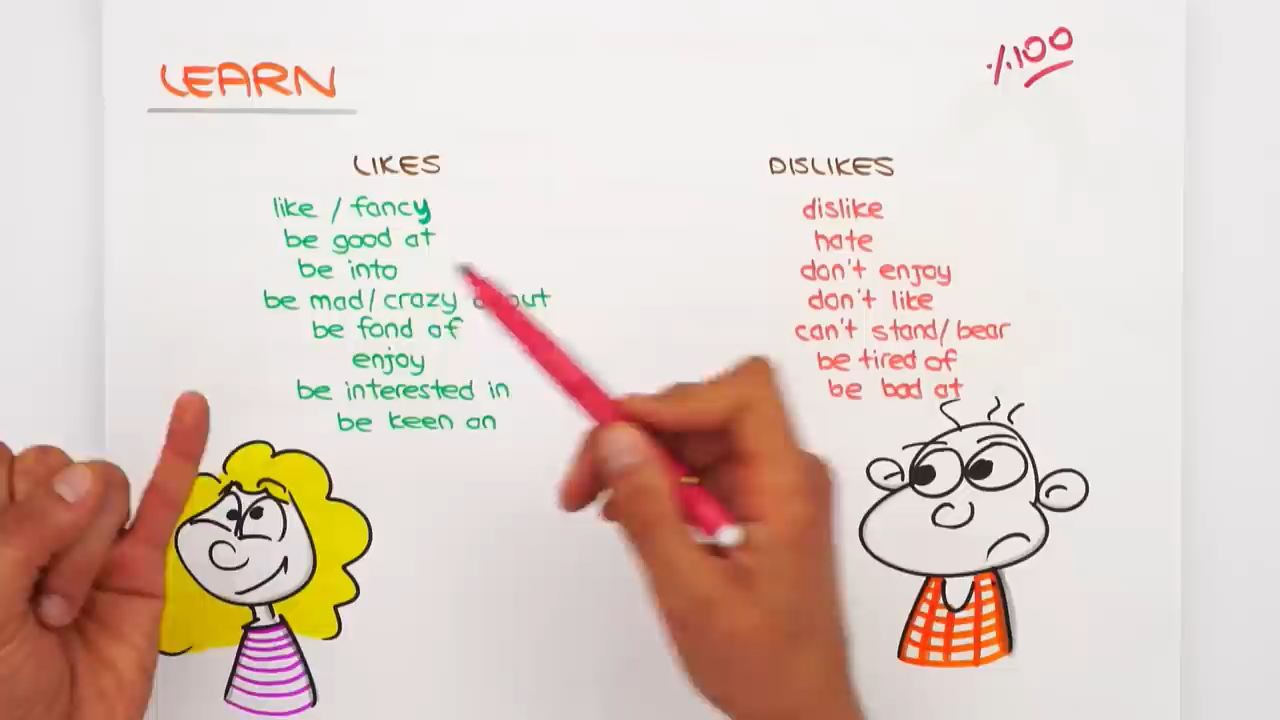 LEARN
%100
LIKES
like / fancy
be good at
be into
be mad/crazy about
be fond of
enjoy
be interested in
be keen on
DISLIKES
dislike
hate
don't enjoy
don't like
can't stand/bear
be tired of
be bad at